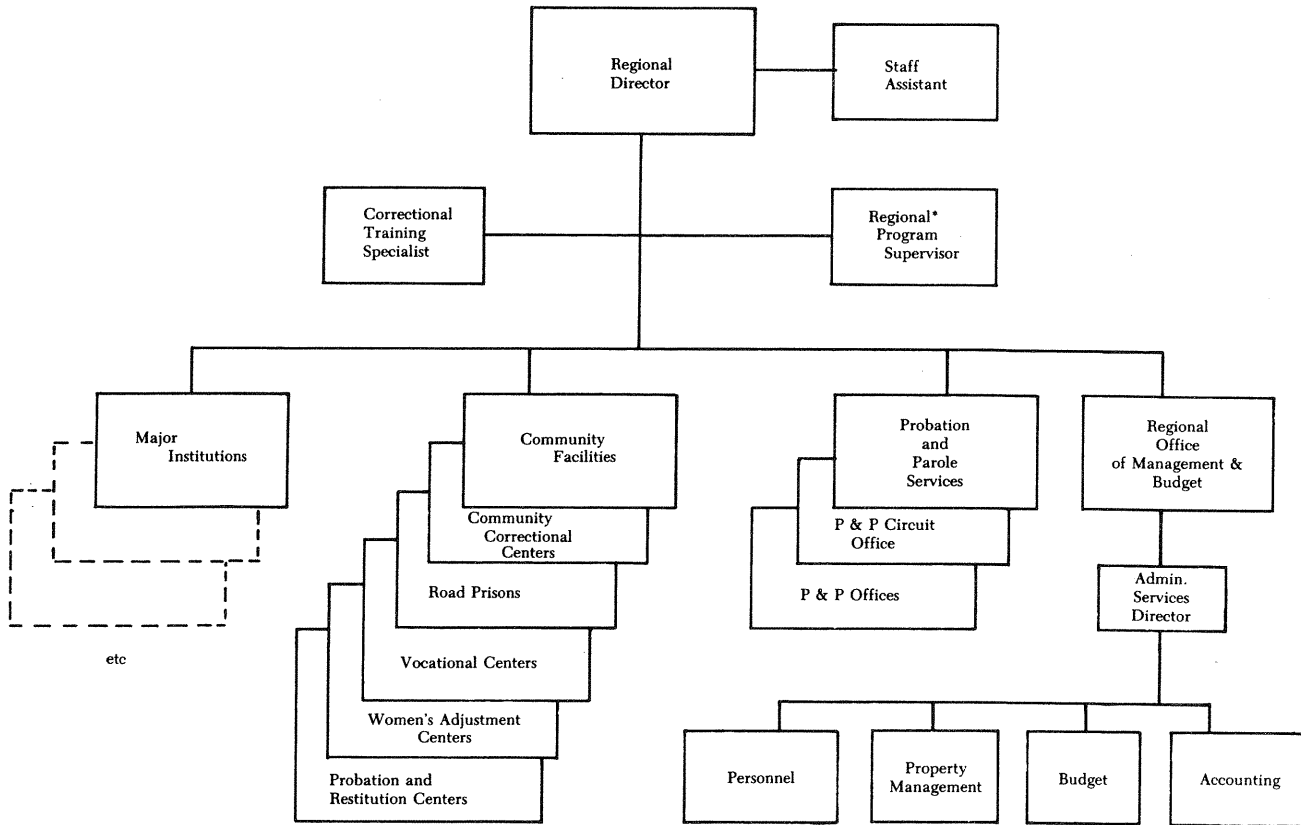 Regional
Director
Staff
Assistant
Correctional
Training
Specialist
Regional*
Program
Supervisor
Major
Institutions
etc
Community
Facilities
Community
Correctional
Centers
Road Prisons
Vocational Centers
Women's Adjustment
Centers
Probation and
Restitution Centers
Probation
and
Parole
Services
P & P Circuit
Office
P & P Offices
Regional
Office
of Management &
Budget
Admin.
Services
Director
Personnel
Property
Management
Budget
Accounting